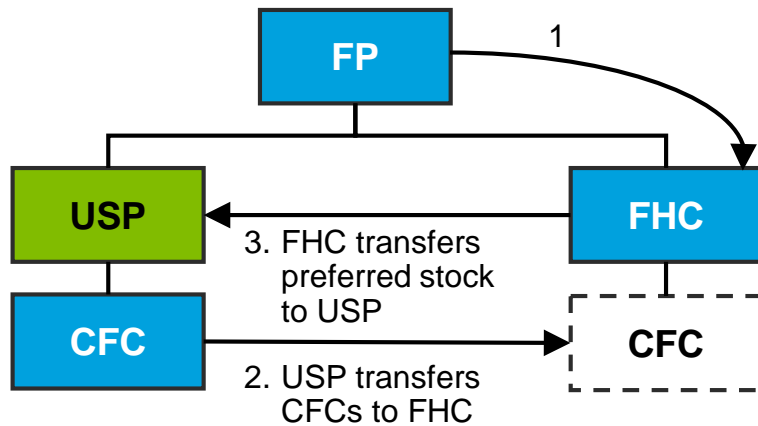 1
FP
USP
FHC
3. FHC transfers
preferred stock
to USP
CFC
CFC
2. USP transfers
CFCs to FHC